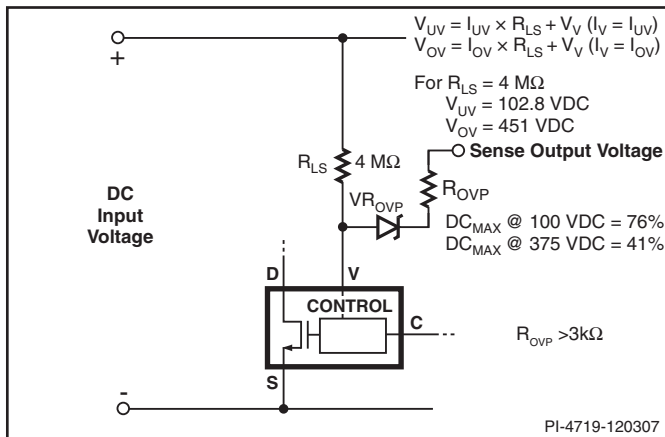 V_UV = I_UV × R_LS + V_V (I_V = I_UV)
V_OV = I_OV × R_LS + V_V (I_V = I_OV)
+
For R_LS = 4 MΩ
V_UV = 102.8 VDC
V_OV = 451 VDC
Sense Output Voltage
R_LS
4 MΩ
R_OVP
VR_OVP
DC
Input
Voltage
DC_MAX @ 100 VDC = 76%
DC_MAX @ 375 VDC = 41%
D
V
CONTROL
C
R_OVP >3kΩ
S
-
PI-4719-120307